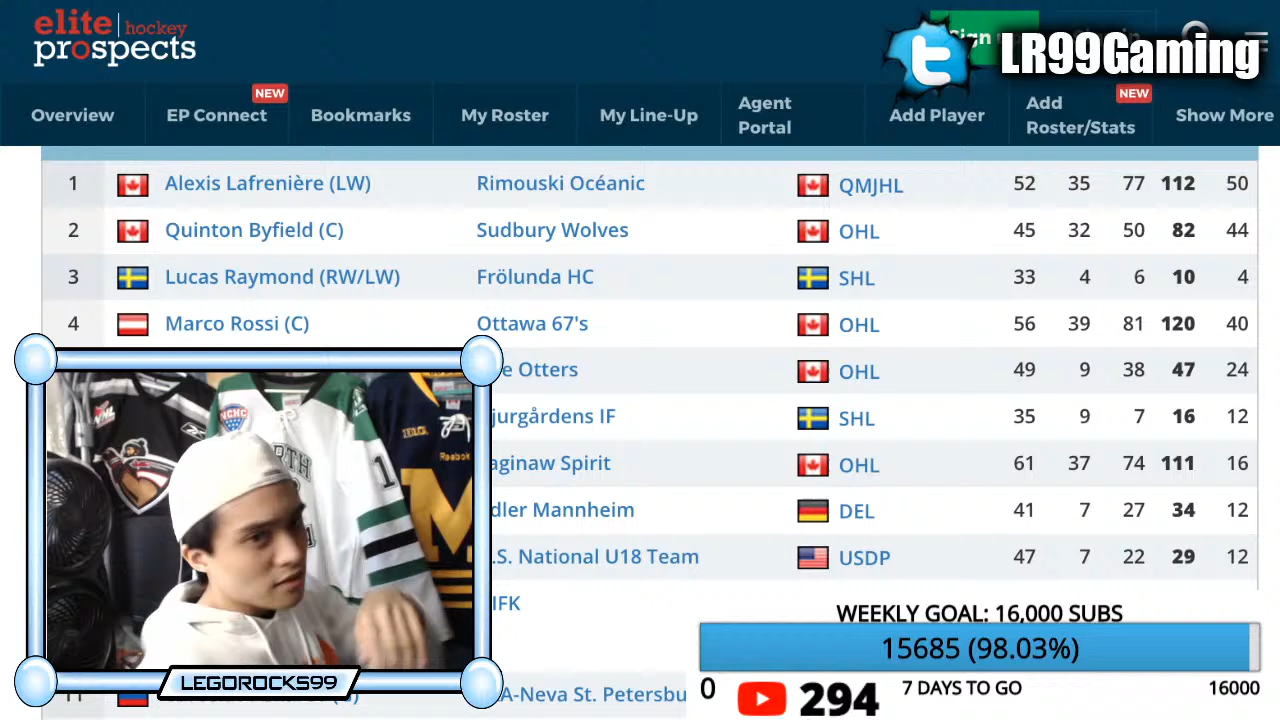 elite hockey
prospects
LR99Gaming
Overview
EP Connect
NEW
Bookmarks
My Roster
My Line-Up
Agent
Portal
Add Player
Add
Roster/Stats
NEW
Show More
1 Alexis Lafrenière (LW) Rimouski Océanic QMJHL 52 35 77 112 50
2 Quinton Byfield (C) Sudbury Wolves OHL 45 32 50 82 44
3 Lucas Raymond (RW/LW) Frölunda HC SHL 33 4 6 10 4
4 Marco Rossi (C) Ottawa 67's OHL 56 39 81 120 40
Otters OHL 49 9 38 47 24
jurgårdens IF SHL 35 9 7 16 12
aginaw Spirit OHL 61 37 74 111 16
dler Mannheim DEL 41 7 27 34 12
.S. National U18 Team USDP 47 7 22 29 12
IFK
A-Neva St. Petersbu
WHL
NCHC
RTH
1
Reebok
M
LEGOROCKS99
WEEKLY GOAL: 16,000 SUBS
15685 (98.03%)
0 7 DAYS TO GO 16000
294